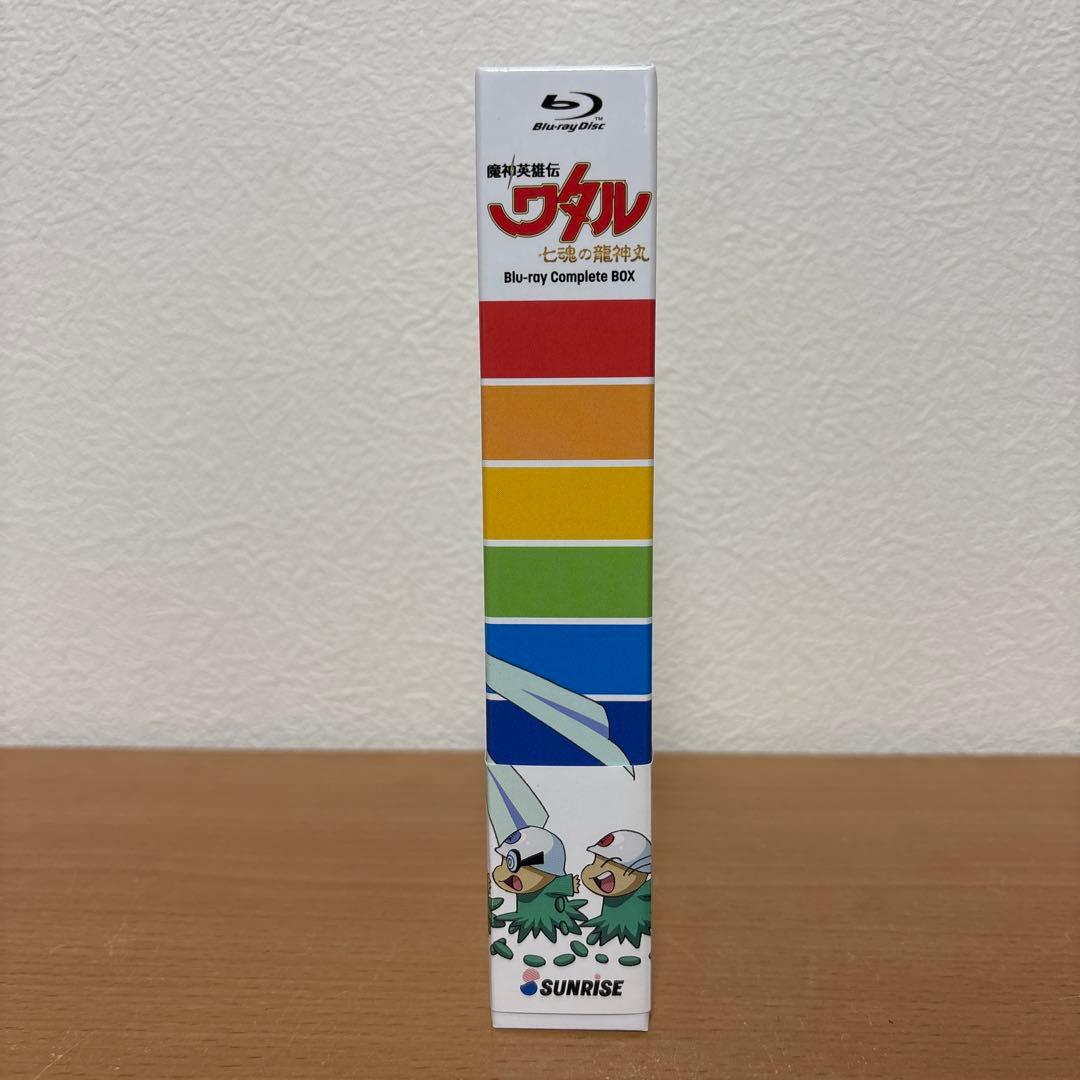 Blu-ray Disc™
魔神英雄伝
ワタル
七魂の龍神丸
Blu-ray Complete BOX
SUNRISE